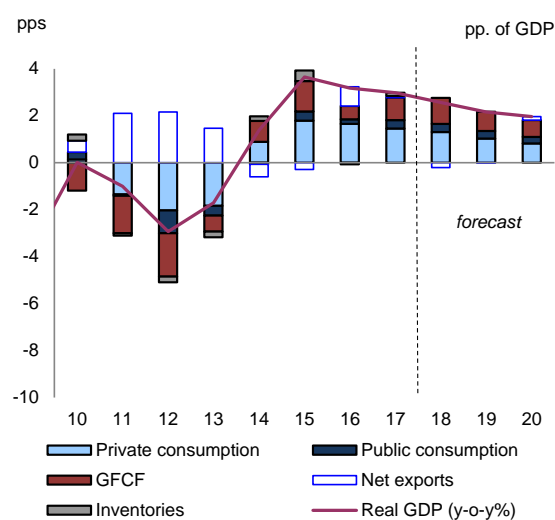 pps pp. of GDP
4
2
0
-2
forecast
-4
-6
-8
-10
10 11 12 13 14 15 16 17 18 19 20
Private consumption Public consumption
GFCF Net exports
Inventories Real GDP (y-o-y%)